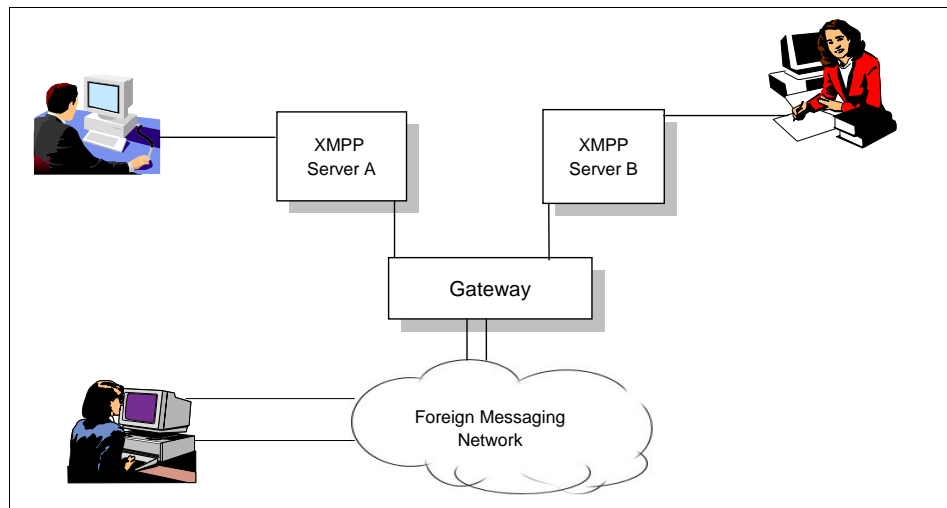 XMPP
Server A
XMPP
Server B
Gateway
Foreign Messaging
Network